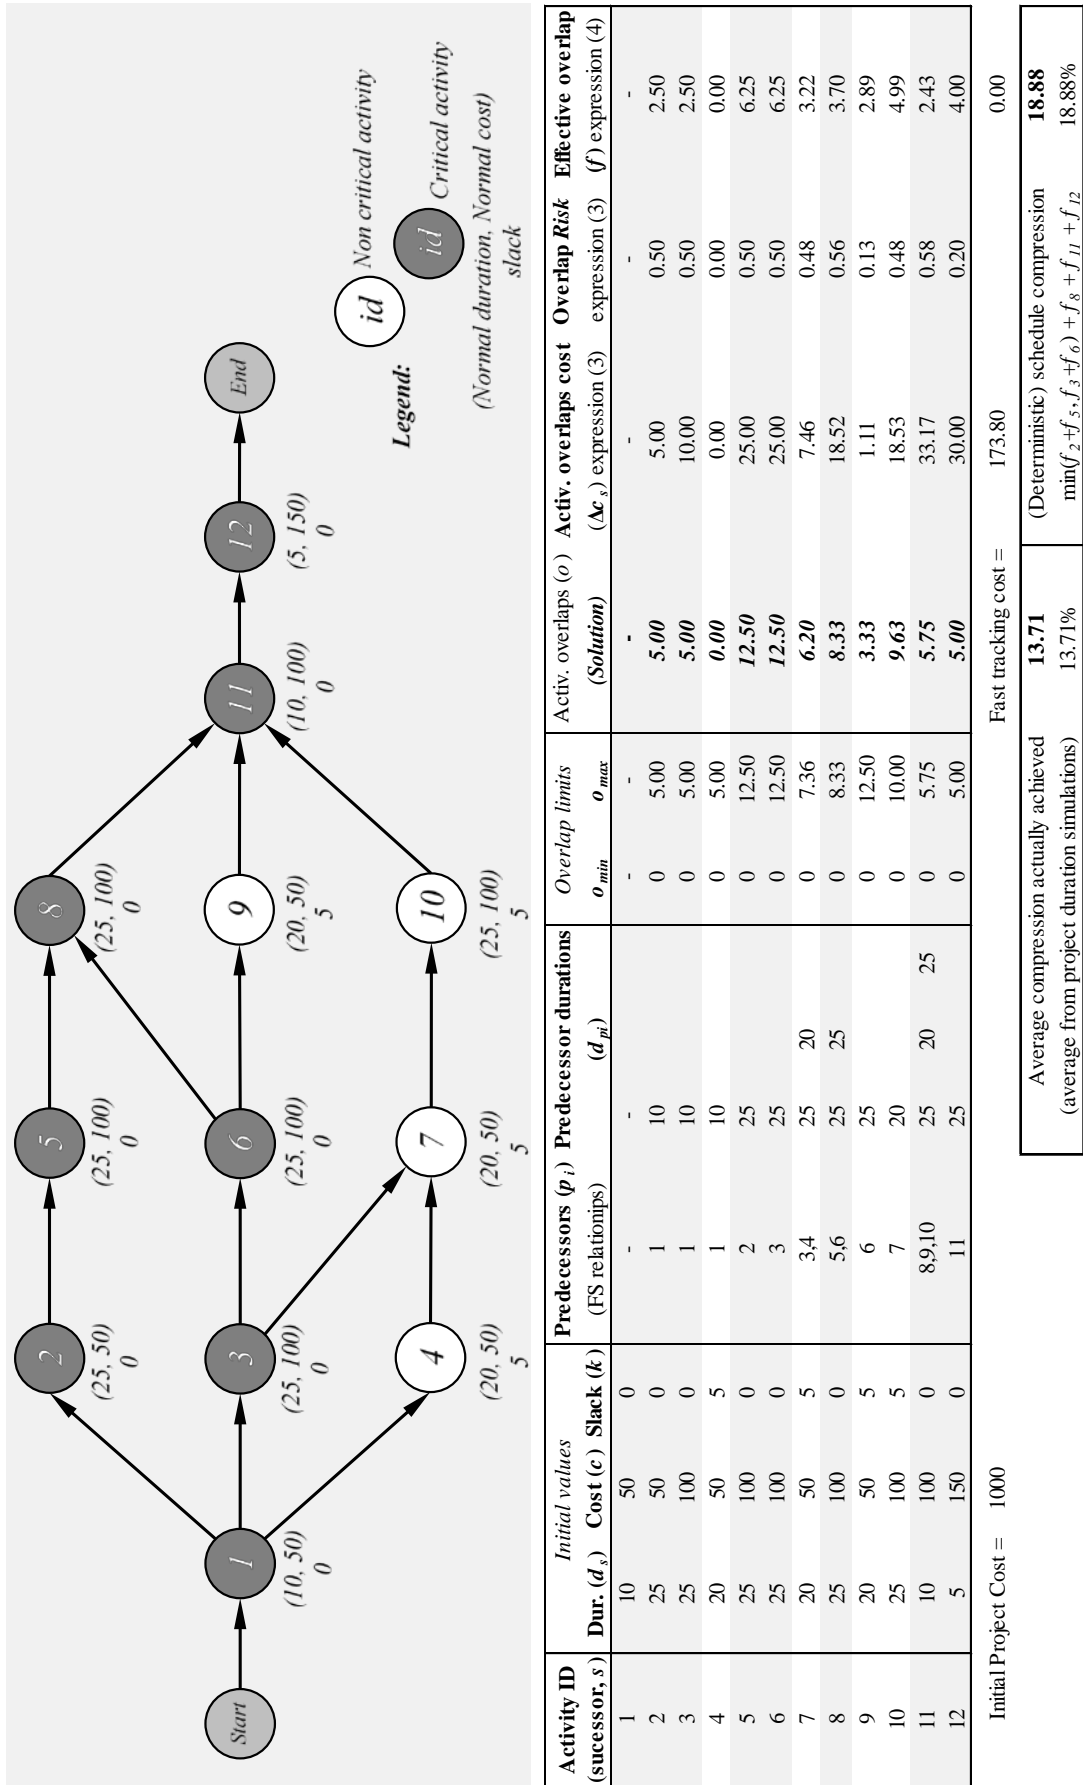 Start
1
(10, 50)
0
2
(25, 50)
0
3
(25, 100)
0
4
(20, 50)
5
5
(25, 100)
0
6
(25, 100)
0
7
(20, 50)
5
8
(25, 100)
0
9
(20, 50)
5
10
(25, 100)
5
11
(10, 100)
0
12
(5, 150)
0
End
Legend:
id Non critical activity
id Critical activity
(Normal duration, Normal cost)
slack
Activity ID Initial values Predecessors (p i) Predecessor durations Overlap limits Activ. overlaps (o) Activ. overlaps cost Overlap Risk Effective overlap
(sucessor, s) Dur. (d s) Cost (c) Slack (k) (FS relationips) (d pi) o min o max (Solution) (Δc s) expression (3) expression (3) (f) expression (4)
1 10 50 0 - - - - - - - -
2 25 50 0 1 10 0 5.00 5.00 5.00 0.50 2.50
3 25 100 0 1 10 0 5.00 5.00 10.00 0.50 2.50
4 20 50 5 1 10 0 5.00 0.00 0.00 0.00 0.00
5 25 100 0 2 25 0 12.50 12.50 25.00 0.50 6.25
6 25 100 0 3 25 0 12.50 12.50 25.00 0.50 6.25
7 20 50 5 3,4 25 20 0 7.36 6.20 7.46 0.48 3.22
8 25 100 0 5,6 25 25 0 8.33 8.33 18.52 0.56 3.70
9 20 50 5 6 25 0 12.50 3.33 1.11 0.13 2.89
10 25 100 5 7 20 0 10.00 9.63 18.53 0.48 4.99
11 10 100 0 8,9,10 25 20 25 0 5.75 5.75 33.17 0.58 2.43
12 5 150 0 11 25 0 5.00 5.00 30.00 0.20 4.00
Initial Project Cost = 1000 Fast tracking cost = 173.80 0.00
Average compression actually achieved 13.71 (Deterministic) schedule compression 18.88
(average from project duration simulations) 13.71% min(f 2+f 5, f 3+f 6) + f 8 + f 11 + f 12 18.88%